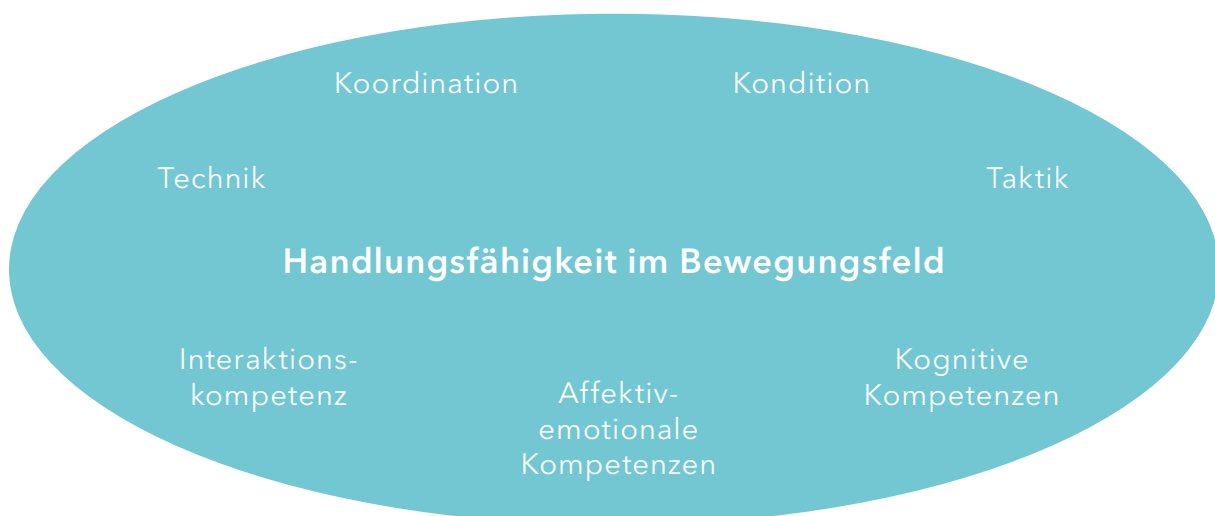 Koordination
Kondition
Technik
Taktik
Handlungsfähigkeit im Bewegungsfeld
Interaktions-
kompetenz
Affektiv-
emotionale
Kompetenzen
Kognitive
Kompetenzen